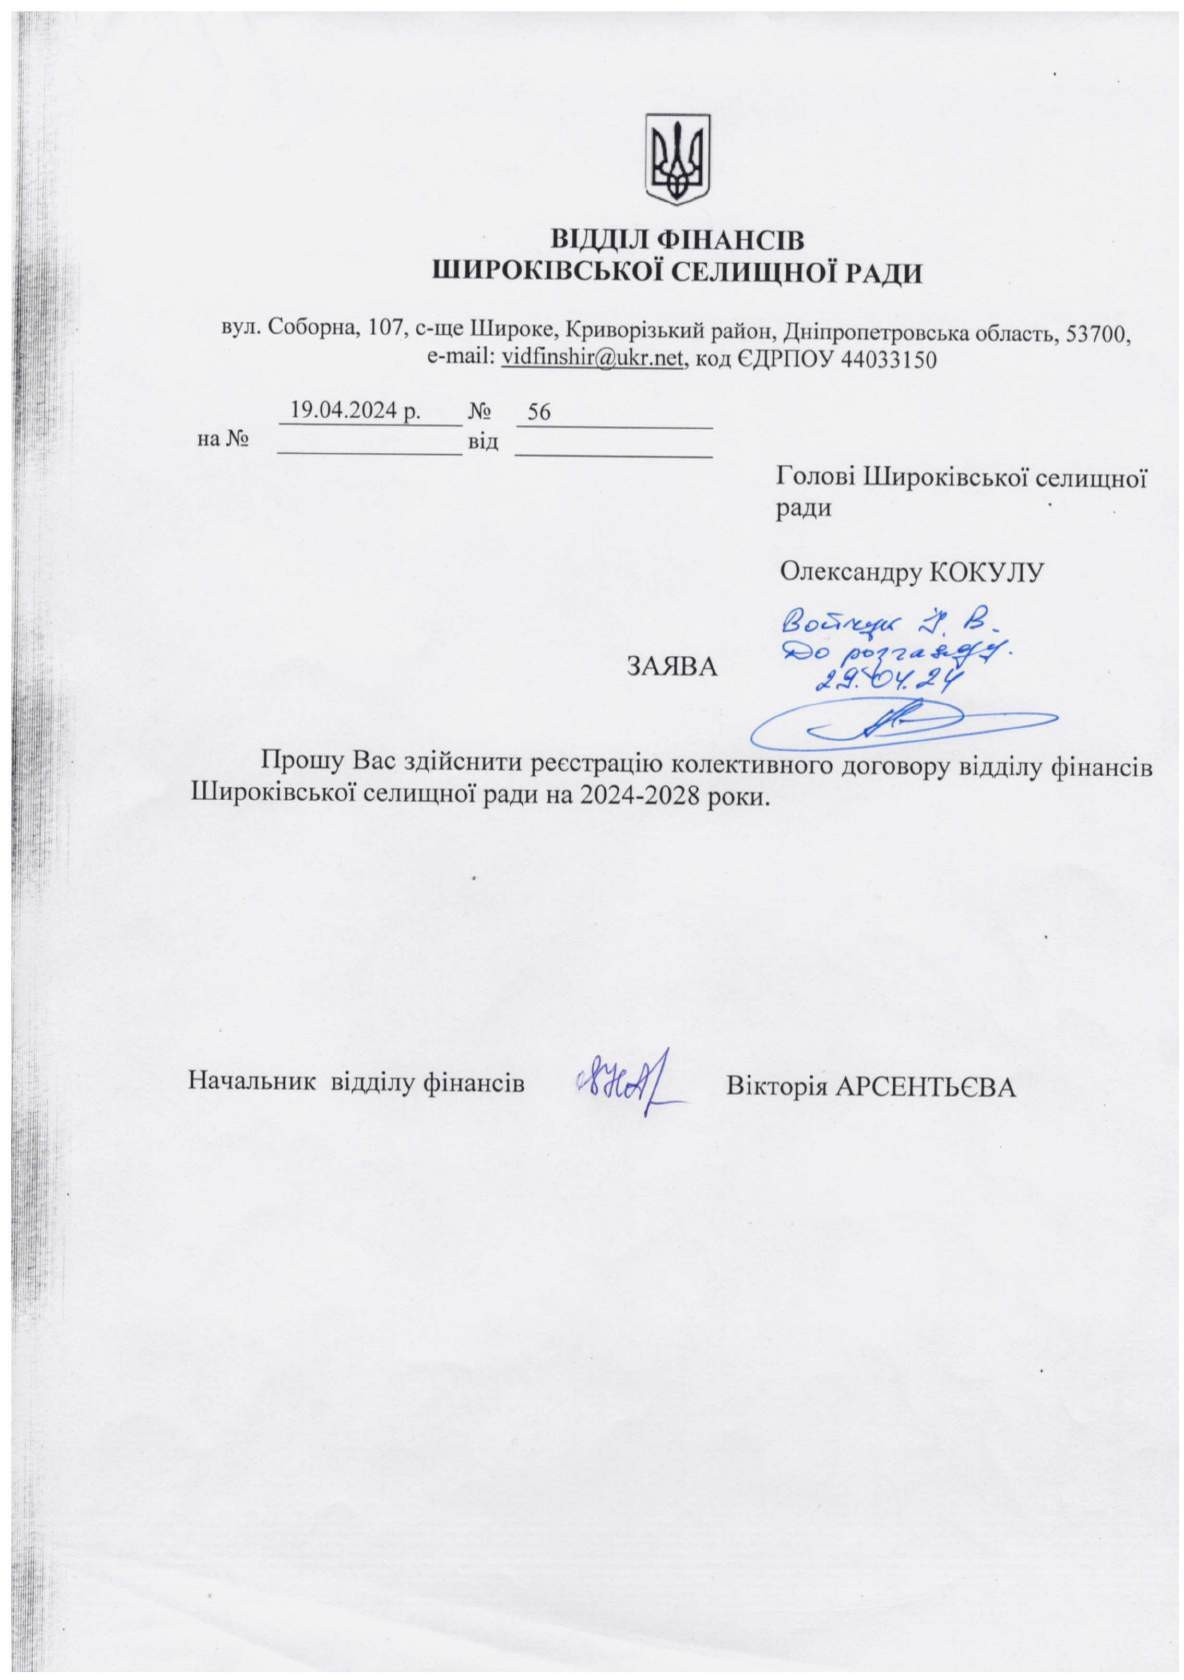 ВІДДІЛ ФІНАНСІВ
ШИРОКІВСЬКОЇ СЕЛИЩНОЇ РАДИ
вул. Соборна, 107, с-ще Широке, Криворізький район, Дніпропетровська область, 53700,
e-mail: vidfinshir@ukr.net, код ЄДРПОУ 44033150
19.04.2024 р. № 56
на № від
Голові Широківської селищної
ради
Олександру КОКУЛУ
Войчук І. В.
До розгляду.
29.04.24
ЗАЯВА
Прошу Вас здійснити реєстрацію колективного договору відділу фінансів
Широківської селищної ради на 2024-2028 роки.
Начальник відділу фінансів Вікторія АРСЕНТЬЄВА